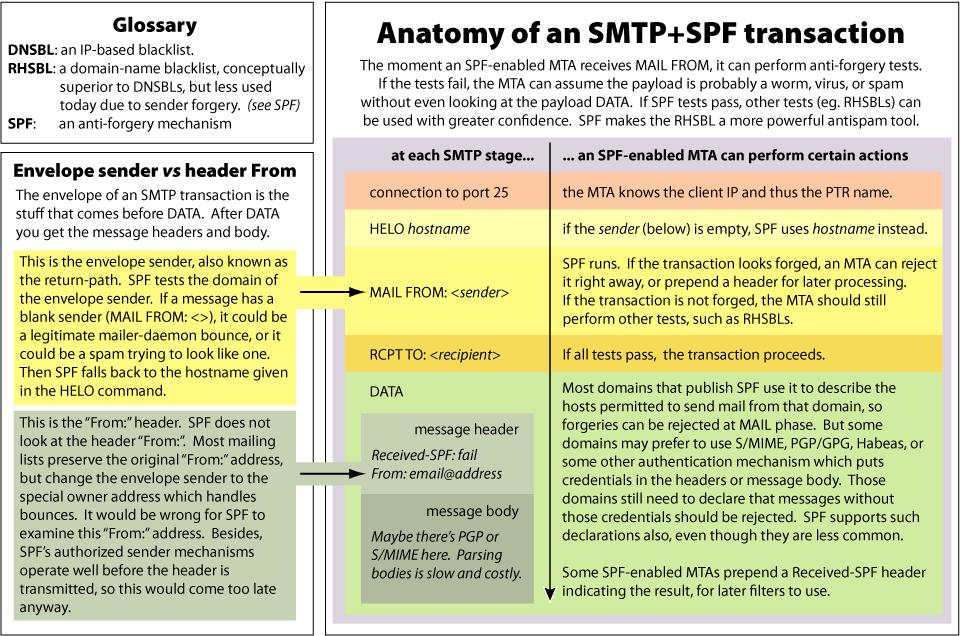 Glossary
DNSBL: an IP-based blacklist.
RHSBL: a domain-name blacklist, conceptually
superior to DNSBLs, but less used
today due to sender forgery. (see SPF)
SPF: an anti-forgery mechanism
Envelope sender vs header From
The envelope of an SMTP transaction is the
stuff that comes before DATA. After DATA
you get the message headers and body.
This is the envelope sender, also known as
the return-path. SPF tests the domain of
the envelope sender. If a message has a
blank sender (MAIL FROM: <>), it could be
a legitimate mailer-daemon bounce, or it
could be a spam trying to look like one.
Then SPF falls back to the hostname given
in the HELO command.
This is the “From:” header. SPF does not
look at the header “From:”. Most mailing
lists preserve the original “From:” address,
but change the envelope sender to the
special owner address which handles
bounces. It would be wrong for SPF to
examine this “From:” address. Besides,
SPF’s authorized sender mechanisms
operate well before the header is
transmitted, so this would come too late
anyway.
Anatomy of an SMTP+SPF transaction
The moment an SPF-enabled MTA receives MAIL FROM, it can perform anti-forgery tests.
If the tests fail, the MTA can assume the payload is probably a worm, virus, or spam
without even looking at the payload DATA. If SPF tests pass, other tests (eg. RHSBLs) can
be used with greater confidence. SPF makes the RHSBL a more powerful antispam tool.
at each SMTP stage...
... an SPF-enabled MTA can perform certain actions
connection to port 25
the MTA knows the client IP and thus the PTR name.
HELO hostname
if the sender (below) is empty, SPF uses hostname instead.
MAIL FROM: <sender>
SPF runs. If the transaction looks forged, an MTA can reject
it right away, or prepend a header for later processing.
If the transaction is not forged, the MTA should still
perform other tests, such as RHSBLs.
RCPT TO: <recipient>
If all tests pass, the transaction proceeds.
DATA
message header
Received-SPF: fail
From: email@address
message body
Maybe there’s PGP or
S/MIME here. Parsing
bodies is slow and costly.
Most domains that publish SPF use it to describe the
hosts permitted to send mail from that domain, so
forgeries can be rejected at MAIL phase. But some
domains may prefer to use S/MIME, PGP/GPG, Habeas, or
some other authentication mechanism which puts
credentials in the headers or message body. Those
domains still need to declare that messages without
those credentials should be rejected. SPF supports such
declarations also, even though they are less common.
Some SPF-enabled MTAs prepend a Received-SPF header
indicating the result, for later filters to use.